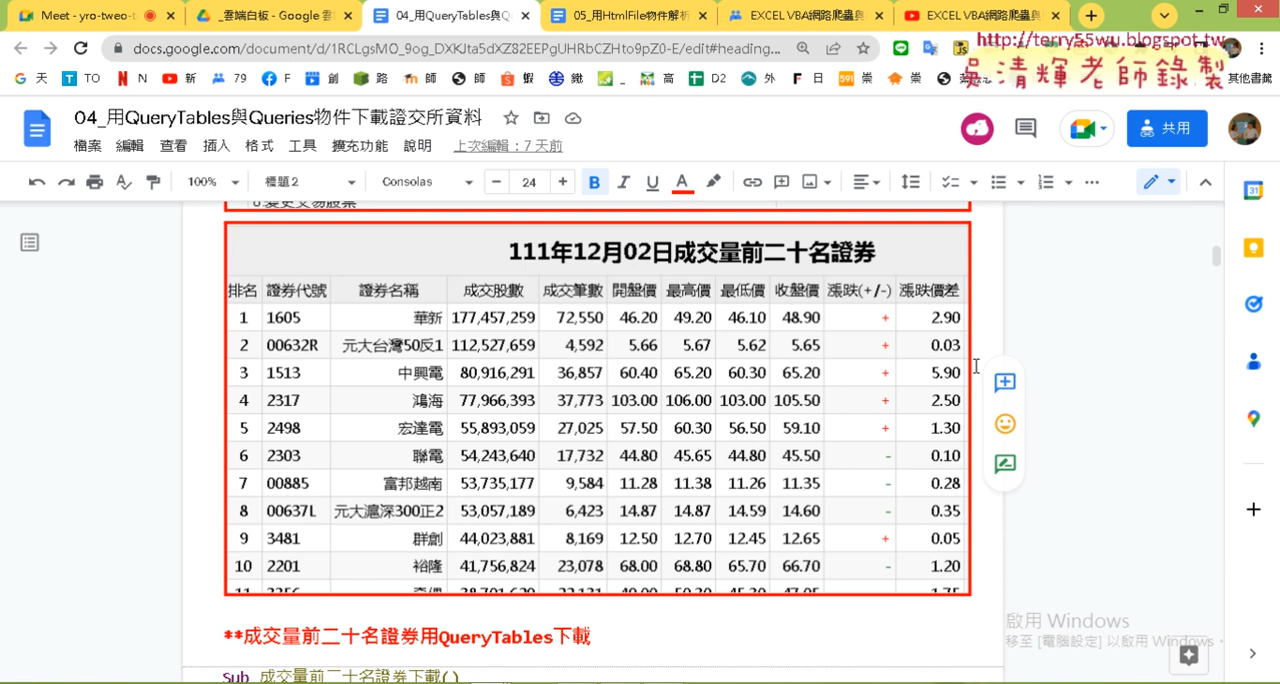 Meet - yro-tweo-t
_雲端白板 - Google 雲
04_用QueryTables與Q
05_用HtmlFile物件解析
EXCEL VBA網路爬蟲與
EXCEL VBA網路爬蟲與
docs.google.com/document/d/1RCLgsMO_9og_DXKJta5dXZ82EEPgUHRbCZHto9pZ0-E/edit#heading...
http://terry55wu.blogspot.tw
吳清輝老師錄製
天 TO N 新 79 F 創 路 師 師 蝦 鐵 _ 高 D2 外 日 崇 崇
其他書籤
04_用QueryTables與Queries物件下載證交所資料
檔案 編輯 查看 插入 格式 工具 擴充功能 說明 上次編輯：7 天前
共用
100% 標題 2 Consolas 24
6.變更交易股票
111年12月02日成交量前二十名證券
排名 證券代號 證券名稱 成交股數 成交筆數 開盤價 最高價 最低價 收盤價 漲跌(+/-) 漲跌價差
1 1605 華新 177,457,259 72,550 46.20 49.20 46.10 48.90 + 2.90
2 00632R 元大台灣50反1 112,527,659 4,592 5.66 5.67 5.62 5.65 + 0.03
3 1513 中興電 80,916,291 36,857 60.40 65.20 60.30 65.20 + 5.90
4 2317 鴻海 77,966,393 37,773 103.00 106.00 103.00 105.50 + 2.50
5 2498 宏達電 55,893,059 27,025 57.50 60.30 56.50 59.10 + 1.30
6 2303 聯電 54,243,640 17,732 44.80 45.65 44.80 45.50 - 0.10
7 00885 富邦越南 53,735,177 9,584 11.28 11.38 11.26 11.35 - 0.28
8 00637L 元大滬深300正2 53,057,189 6,423 14.87 14.87 14.59 14.60 - 0.35
9 3481 群創 44,023,881 8,169 12.50 12.70 12.45 12.65 + 0.05
10 2201 裕隆 41,756,824 23,078 68.00 68.80 65.70 66.70 - 1.20
**成交量前二十名證券用QueryTables下載
Sub 成交量前二十名證券下載()
啟用 Windows
移至 [電腦設定] 以啟用 Windows。